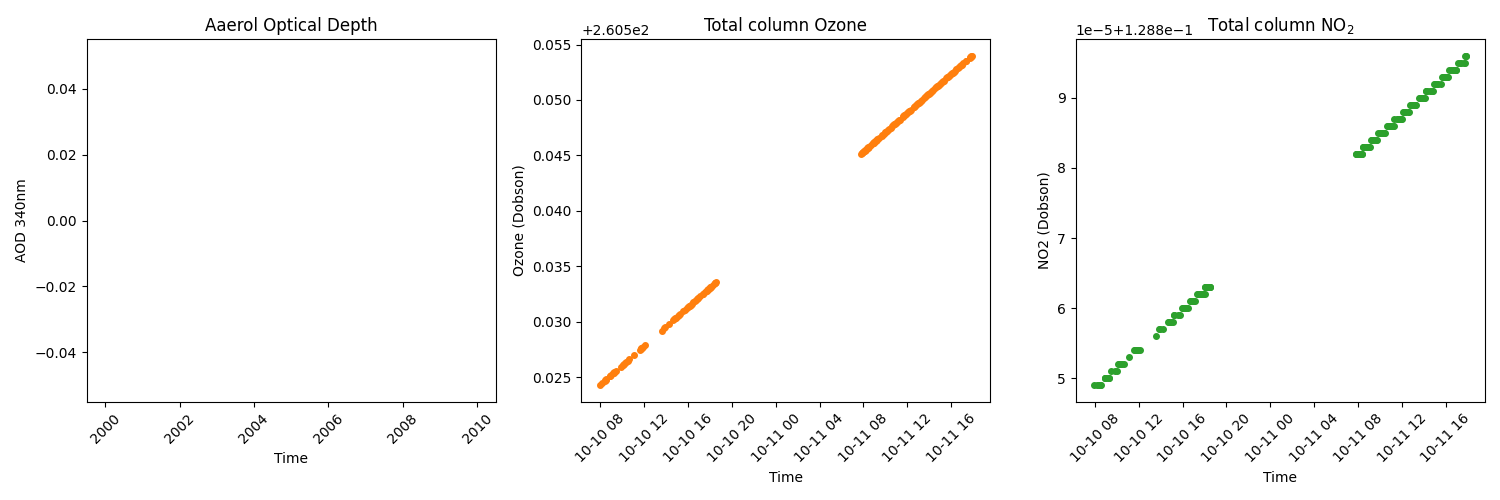 Aaerol Optical Depth
AOD 340nm
0.04
0.02
0.00
−0.02
−0.04
2000 2002 2004 2006 2008 2010
Time
Total column Ozone
+2.605e2
Ozone (Dobson)
0.055
0.050
0.045
0.040
0.035
0.030
0.025
10-10 08 10-10 12 10-10 16 10-10 20 10-11 00 10-11 04 10-11 08 10-11 12 10-11 16
Time
Total column NO₂
1e−5+1.288e−1
NO2 (Dobson)
9
8
7
6
5
10-10 08 10-10 12 10-10 16 10-10 20 10-11 00 10-11 04 10-11 08 10-11 12 10-11 16
Time